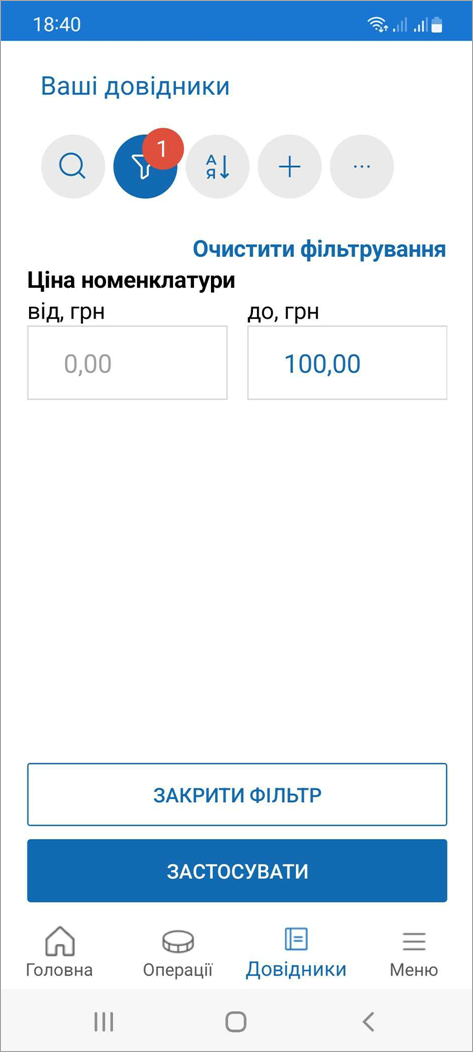 18:40
Ваші довідники
1
А
Я
Очистити фільтрування
Ціна номенклатури
від, грн
до, грн
0,00
100,00
ЗАКРИТИ ФІЛЬТР
ЗАСТОСУВАТИ
Головна
Операції
Довідники
Меню